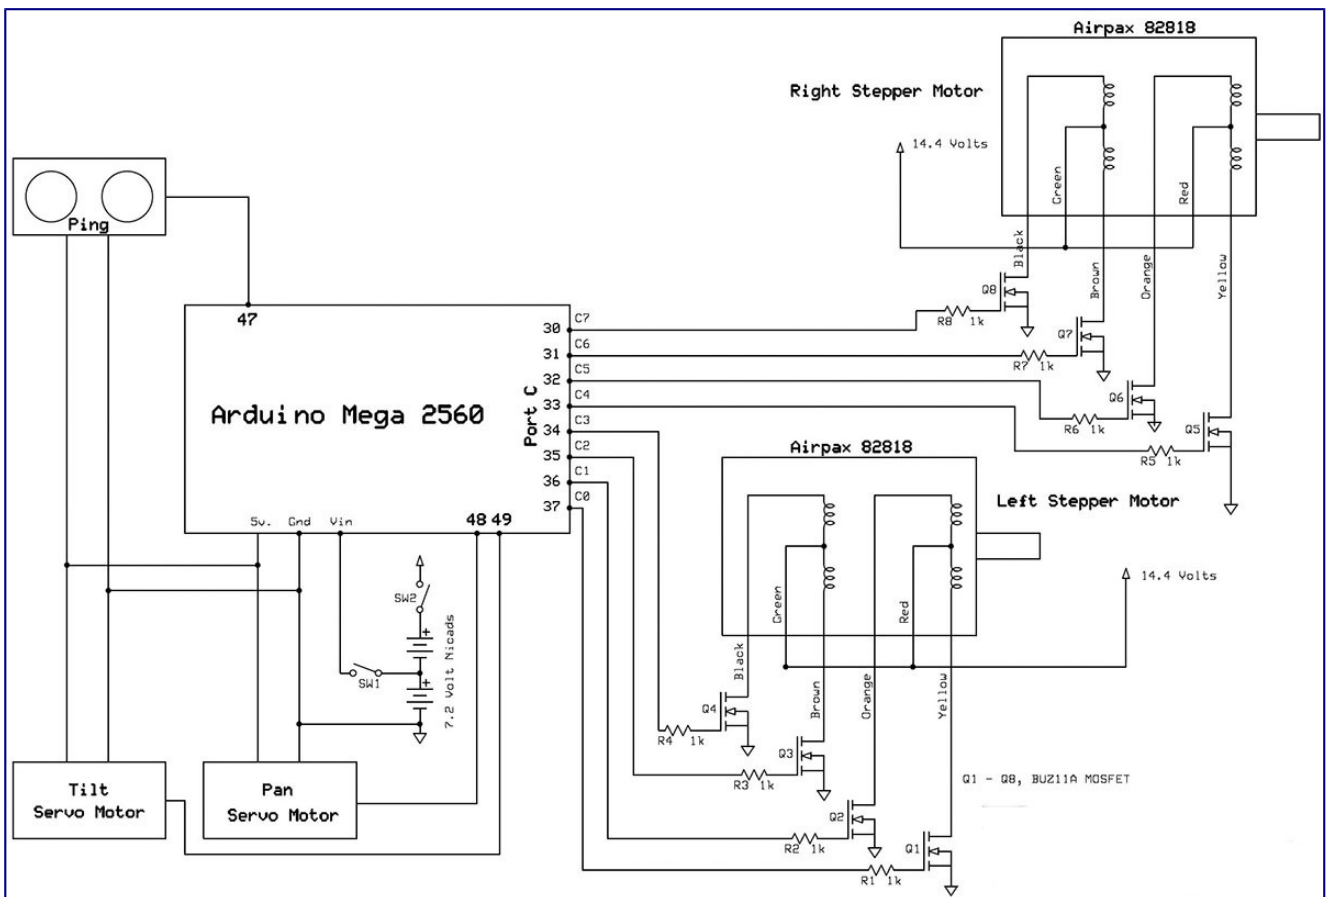 Airpax 82818
Right Stepper Motor
14.4 Volts
Green
Red
Black
Brown
Orange
Yellow
Ping
47
Q8
R8 1k
Q7
R7 1k
Q6
R6 1k
Q5
R5 1k
Arduino Mega 2560
Port C
30 C7
31 C6
32 C5
33 C4
34 C3
35 C2
36 C1
37 C0
5v. Gnd Vin 48 49
Airpax 82818
Left Stepper Motor
14.4 Volts
Green
Red
Black
Brown
Orange
Yellow
SW2
+
SW1
+
7.2 Volt Nicads
Q4
R4 1k
Q3
R3 1k
Q2
R2 1k
Q1
R1 1k
Q1 - Q8, BUZ11A MOSFET
Tilt
Servo Motor
Pan
Servo Motor